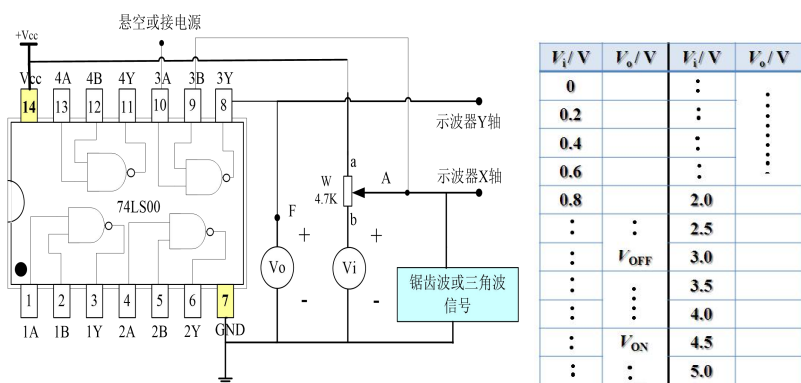 悬空或接电源
+Vcc
Vcc 4A 4B 4Y 3A 3B 3Y
14 13 12 11 10 9 8
示波器Y轴
a
W
4.7K
A
示波器X轴
b
74LS00
F
+ +
Vo Vi
- -
锯齿波或三角波
信号
1 2 3 4 5 6 7
1A 1B 1Y 2A 2B 2Y GND
Vi/ V Vo/ V Vi/ V Vo/ V
0 ⋮ ⋮
0.2 ⋮
0.4 ⋮
0.6 ⋮
0.8 2.0
⋮ ⋮ 2.5
⋮ VOFF 3.0
⋮ ⋮ 3.5
⋮ ⋮ 4.0
⋮ VON 4.5
⋮ ⋮ 5.0